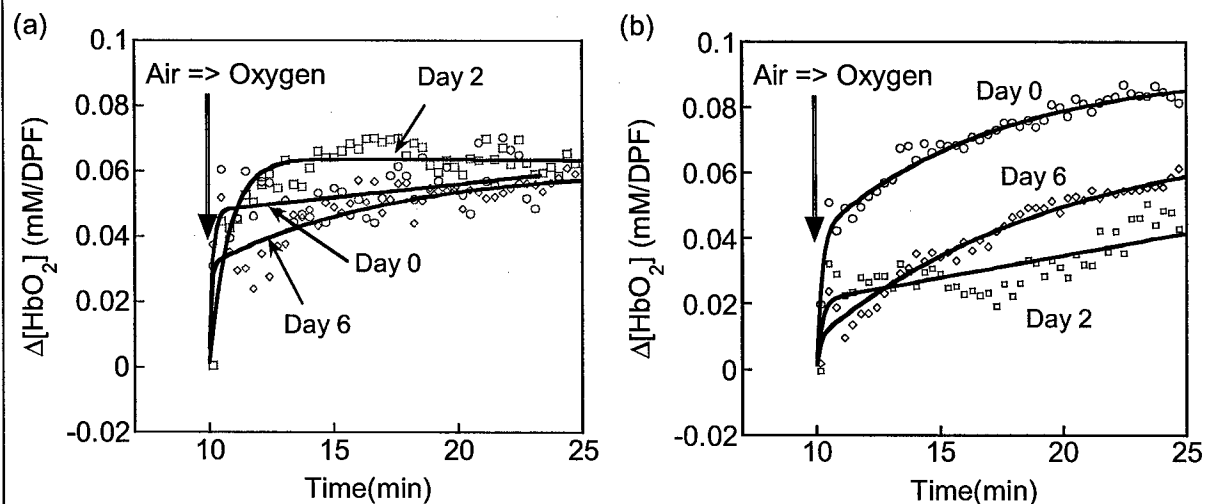 (a)
0.1
0.08
0.06
0.04
0.02
0
-0.02
Δ[HbO2] (mM/DPF)
Air => Oxygen
Day 2
Day 0
Day 6
10
15
20
25
Time(min)
(b)
0.1
0.08
0.06
0.04
0.02
0
-0.02
Δ[HbO2] (mM/DPF)
Air => Oxygen
Day 0
Day 6
Day 2
10
15
20
25
Time(min)